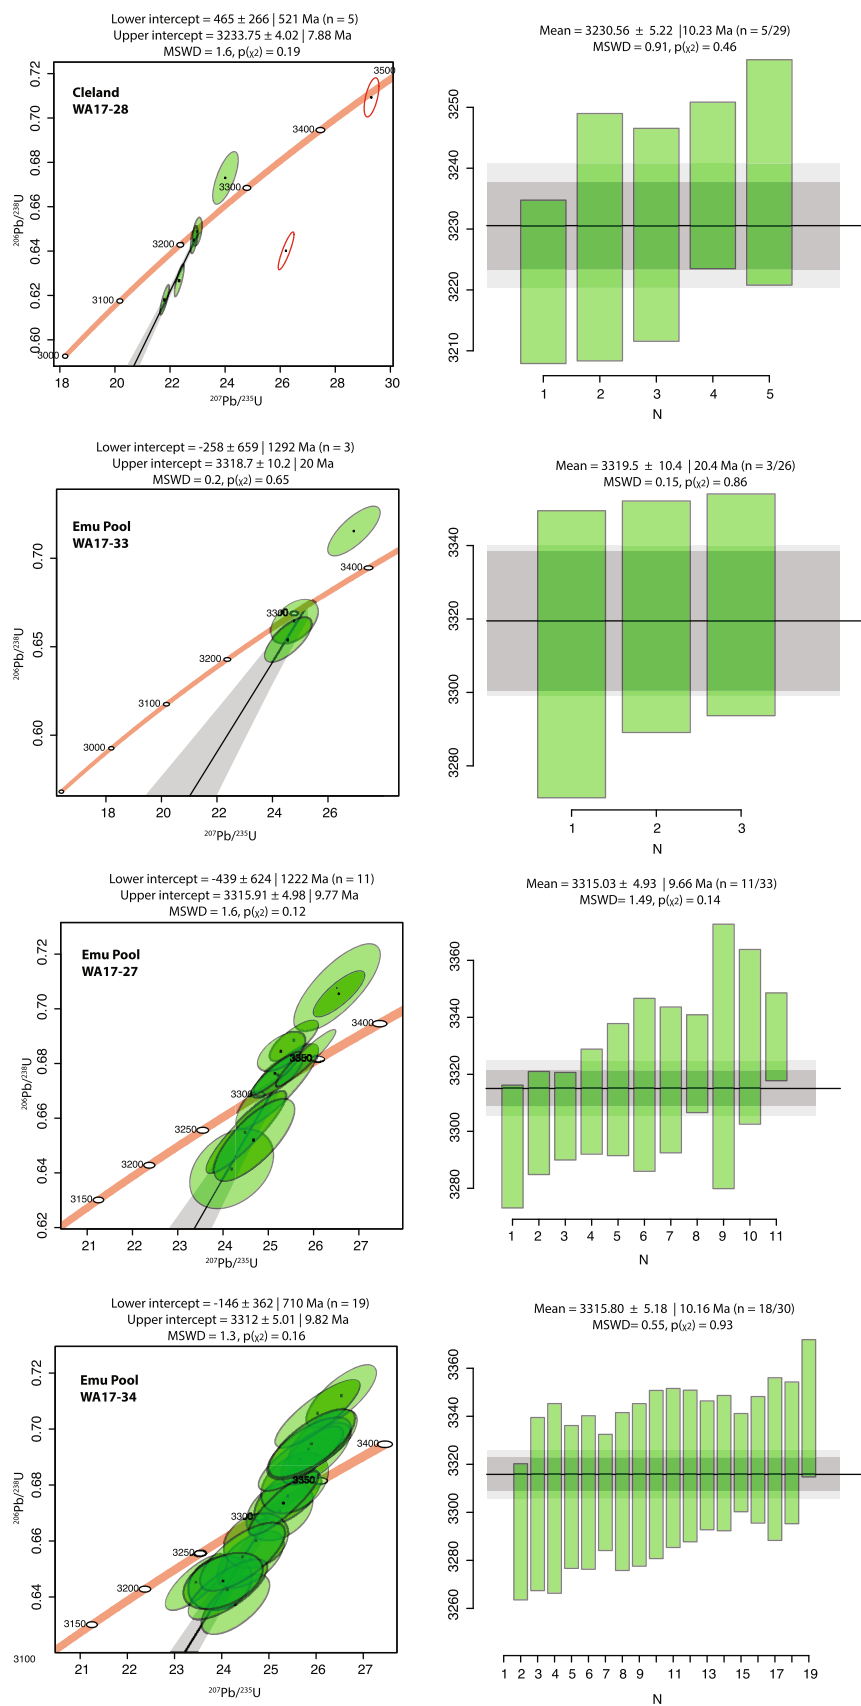 Lower intercept = 465 ± 266 | 521 Ma (n = 5)
Upper intercept = 3233.75 ± 4.02 | 7.88 Ma
MSWD = 1.6, p(χ2) = 0.19
Cleland
WA17-28
3500
3400
3300
3200
3100
3000
0.72
0.70
0.68
0.66
0.64
0.62
0.60
206Pb/238U
18 20 22 24 26 28 30
207Pb/235U
Mean = 3230.56 ± 5.22 |10.23 Ma (n = 5/29)
MSWD = 0.91, p(χ2) = 0.46
3250
3240
3230
3220
3210
1 2 3 4 5
N
Lower intercept = -258 ± 659 | 1292 Ma (n = 3)
Upper intercept = 3318.7 ± 10.2 | 20 Ma
MSWD = 0.2, p(χ2) = 0.65
Emu Pool
WA17-33
3400
3300
3200
3100
3000
0.70
0.65
0.60
206Pb/238U
18 20 22 24 26
207Pb/235U
Mean = 3319.5 ± 10.4 | 20.4 Ma (n = 3/26)
MSWD = 0.15, p(χ2) = 0.86
3340
3320
3300
3280
1 2 3
N
Lower intercept = -439 ± 624 | 1222 Ma (n = 11)
Upper intercept = 3315.91 ± 4.98 | 9.77 Ma
MSWD = 1.6, p(χ2) = 0.12
Emu Pool
WA17-27
3400
3350
3300
3250
3200
3150
0.72
0.70
0.68
0.66
0.64
0.62
206Pb/238U
21 22 23 24 25 26 27
207Pb/235U
Mean = 3315.03 ± 4.93 | 9.66 Ma (n = 11/33)
MSWD= 1.49, p(χ2) = 0.14
3360
3340
3320
3300
3280
1 2 3 4 5 6 7 8 9 10 11
N
Lower intercept = -146 ± 362 | 710 Ma (n = 19)
Upper intercept = 3312 ± 5.01 | 9.82 Ma
MSWD = 1.3, p(χ2) = 0.16
Emu Pool
WA17-34
3400
3350
3300
3250
3200
3150
3100
0.72
0.70
0.68
0.66
0.64
206Pb/238U
21 22 23 24 25 26 27
207Pb/235U
Mean = 3315.80 ± 5.18 | 10.16 Ma (n = 18/30)
MSWD= 0.55, p(χ2) = 0.93
3360
3340
3320
3300
3280
3260
1 2 3 4 5 6 7 8 9 11 13 15 17 19
N